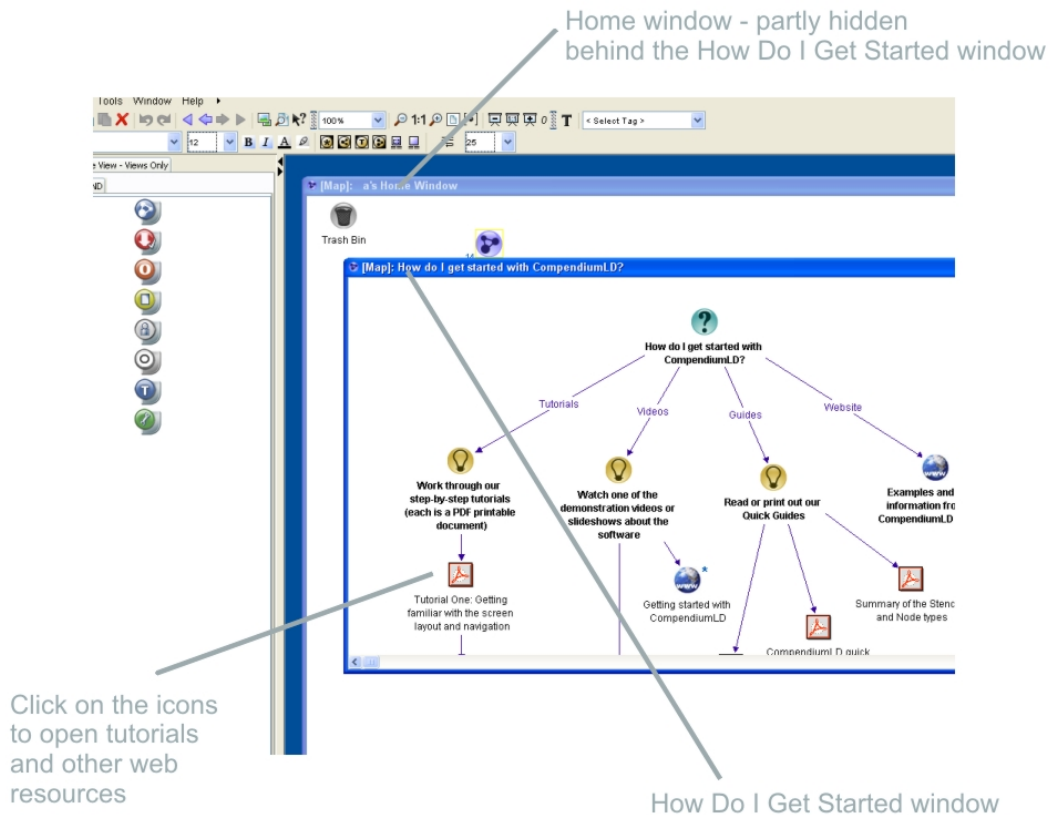 Home window - partly hidden
behind the How Do I Get Started window
Tools Window Help
100% 1:1 0 T < Select Tag >
12 B I A 25
View - Views Only
[Map]: a's Home Window
Trash Bin
[Map]: How do I get started with CompendiumLD?
?
How do I get started with
CompendiumLD?
Tutorials
Videos
Guides
Website
Work through our
step-by-step tutorials
(each is a PDF printable
document)
Watch one of the
demonstration videos or
slideshows about the
software
Read or print out our
Quick Guides
www
Examples and
information fro
CompendiumLD
Tutorial One: Getting
familiar with the screen
layout and navigation
www *
Getting started with
CompendiumLD
Summary of the Stenc
and Node types
CompendiumLD quick
T
Click on the icons
to open tutorials
and other web
resources
How Do I Get Started window